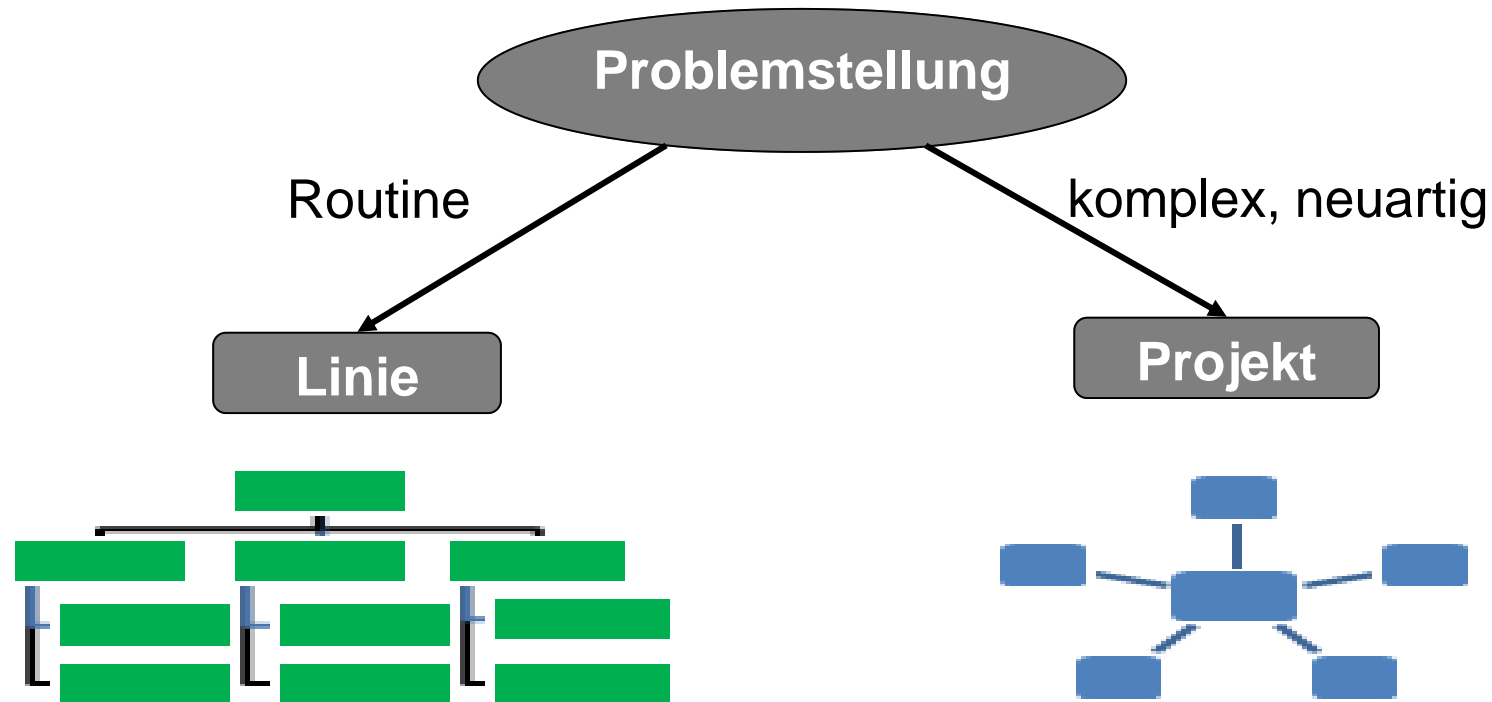 Problemstellung
Routine
komplex, neuartig
Linie
Projekt